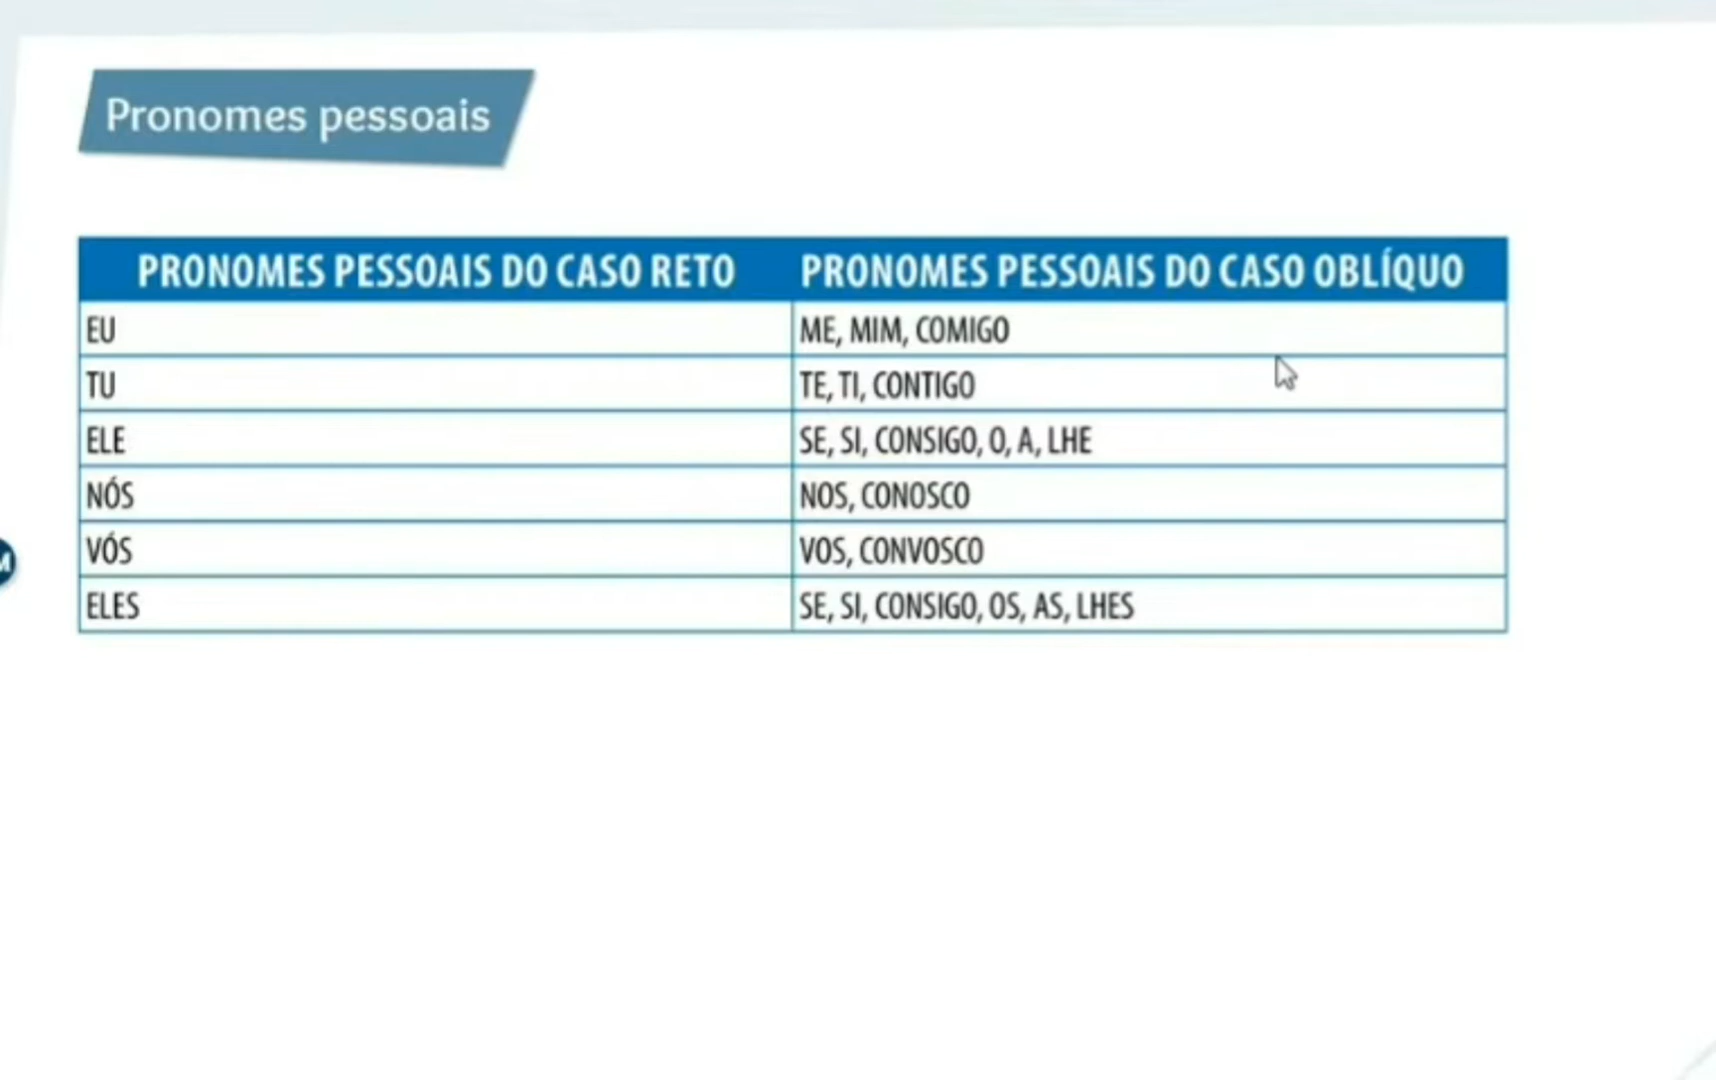 Pronomes pessoais
PRONOMES PESSOAIS DO CASO RETO PRONOMES PESSOAIS DO CASO OBLÍQUO
EU ME, MIM, COMIGO
TU TE, TI, CONTIGO
ELE SE, SI, CONSIGO, O, A, LHE
NÓS NOS, CONOSCO
VÓS VOS, CONVOSCO
ELES SE, SI, CONSIGO, OS, AS, LHES